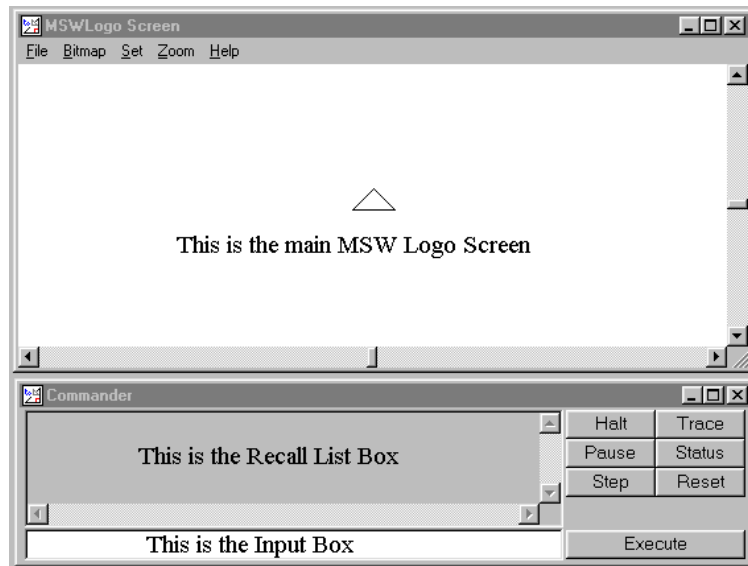 MSWLogo Screen
File Bitmap Set Zoom Help
This is the main MSW Logo Screen
Commander
This is the Recall List Box
Halt Trace
Pause Status
Step Reset
This is the Input Box
Execute